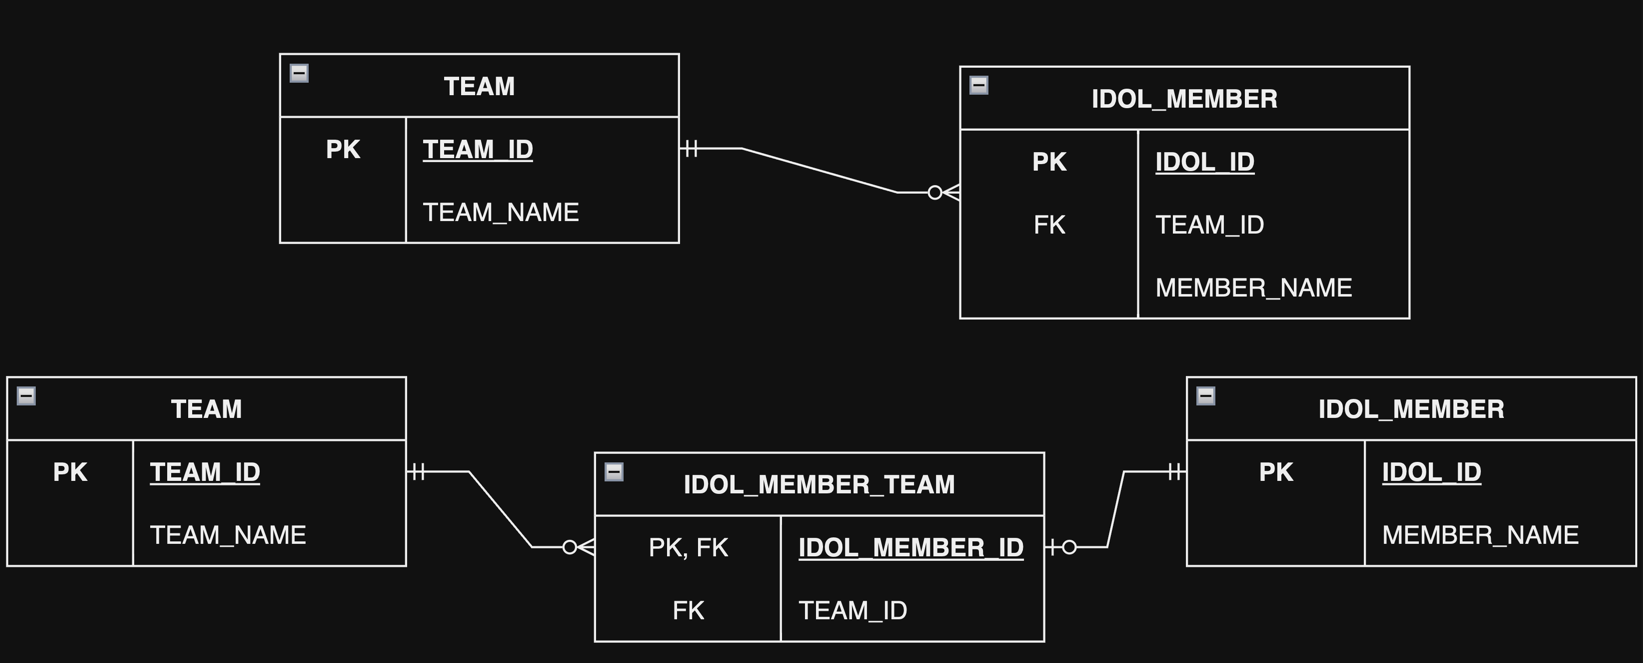 TEAM
PK TEAM_ID
TEAM_NAME
IDOL_MEMBER
PK IDOL_ID
FK TEAM_ID
MEMBER_NAME
TEAM
PK TEAM_ID
TEAM_NAME
IDOL_MEMBER_TEAM
PK, FK IDOL_MEMBER_ID
FK TEAM_ID
IDOL_MEMBER
PK IDOL_ID
MEMBER_NAME